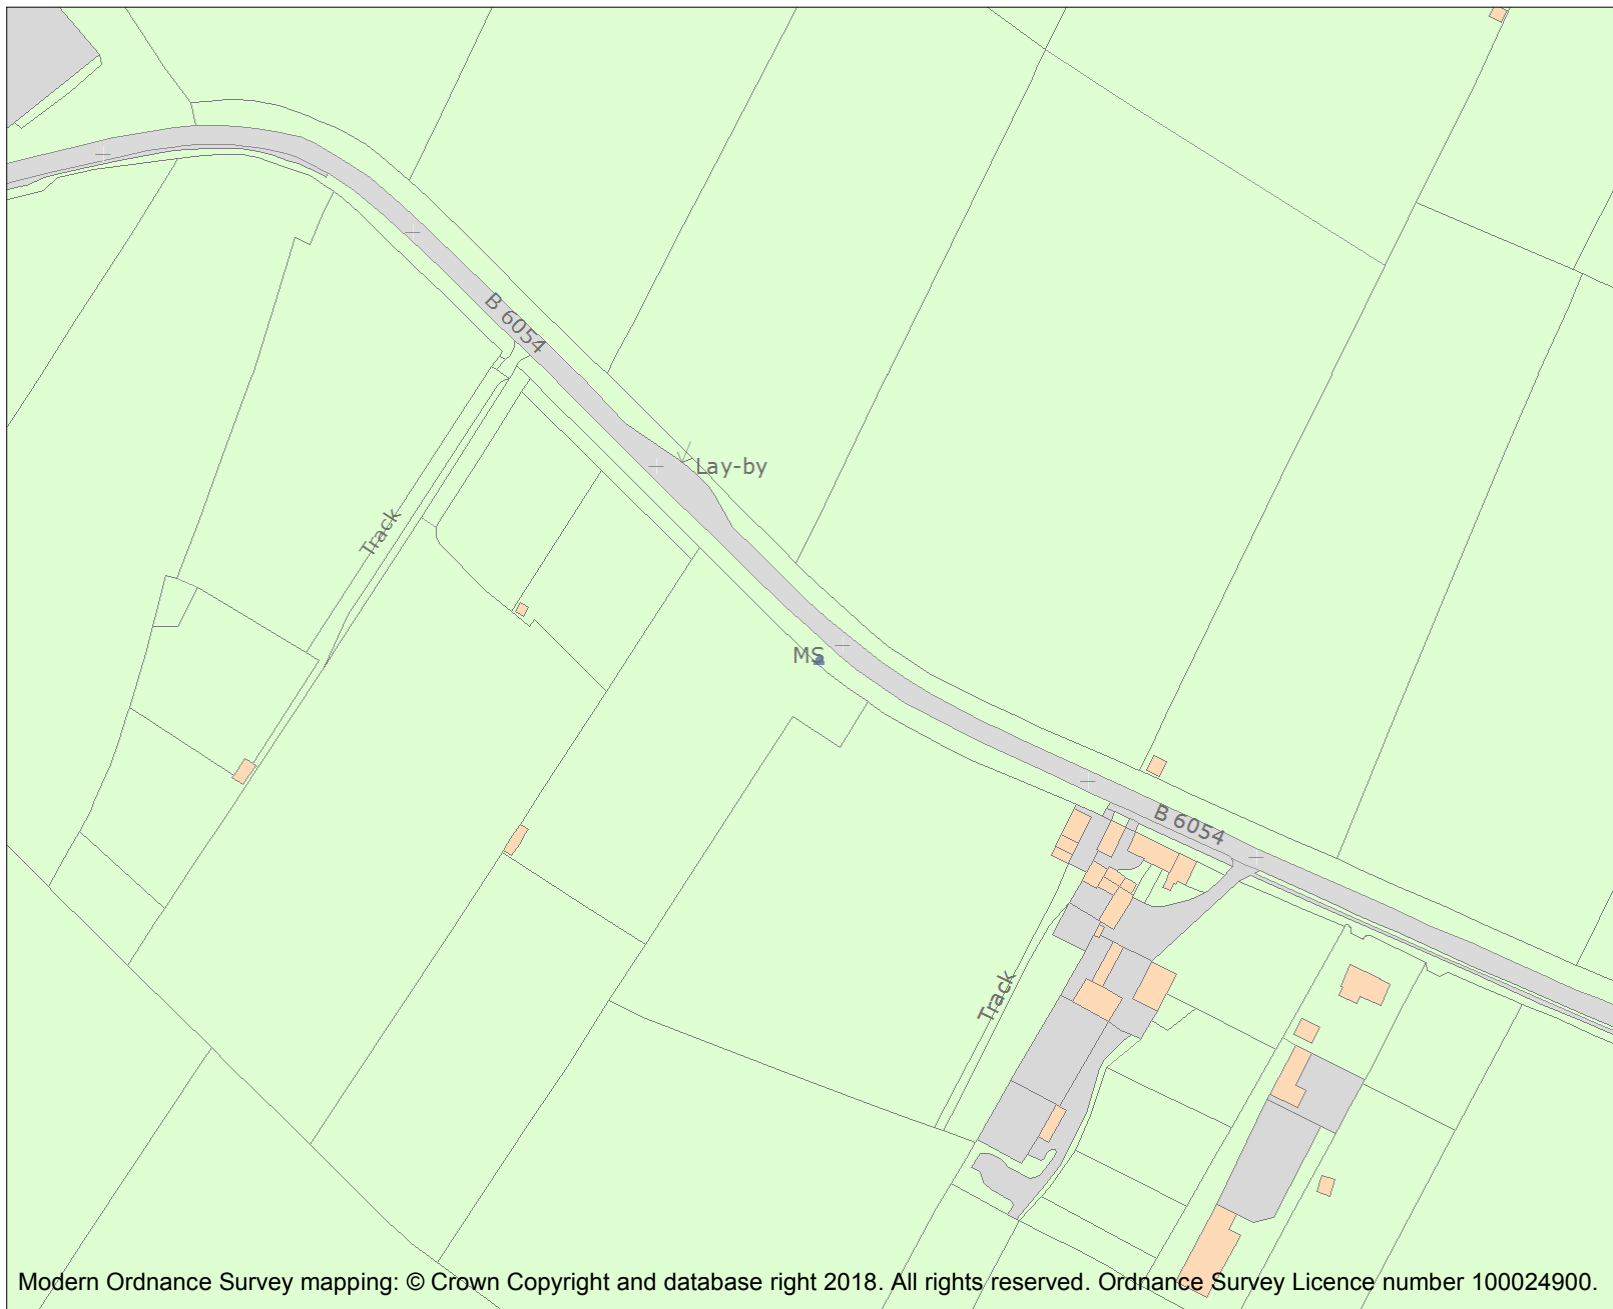 B 6054
Lay-by
Track
MS
B 6054
Track
Modern Ordnance Survey mapping: © Crown Copyright and database right 2018. All rights reserved. Ordnance Survey Licence number 100024900.